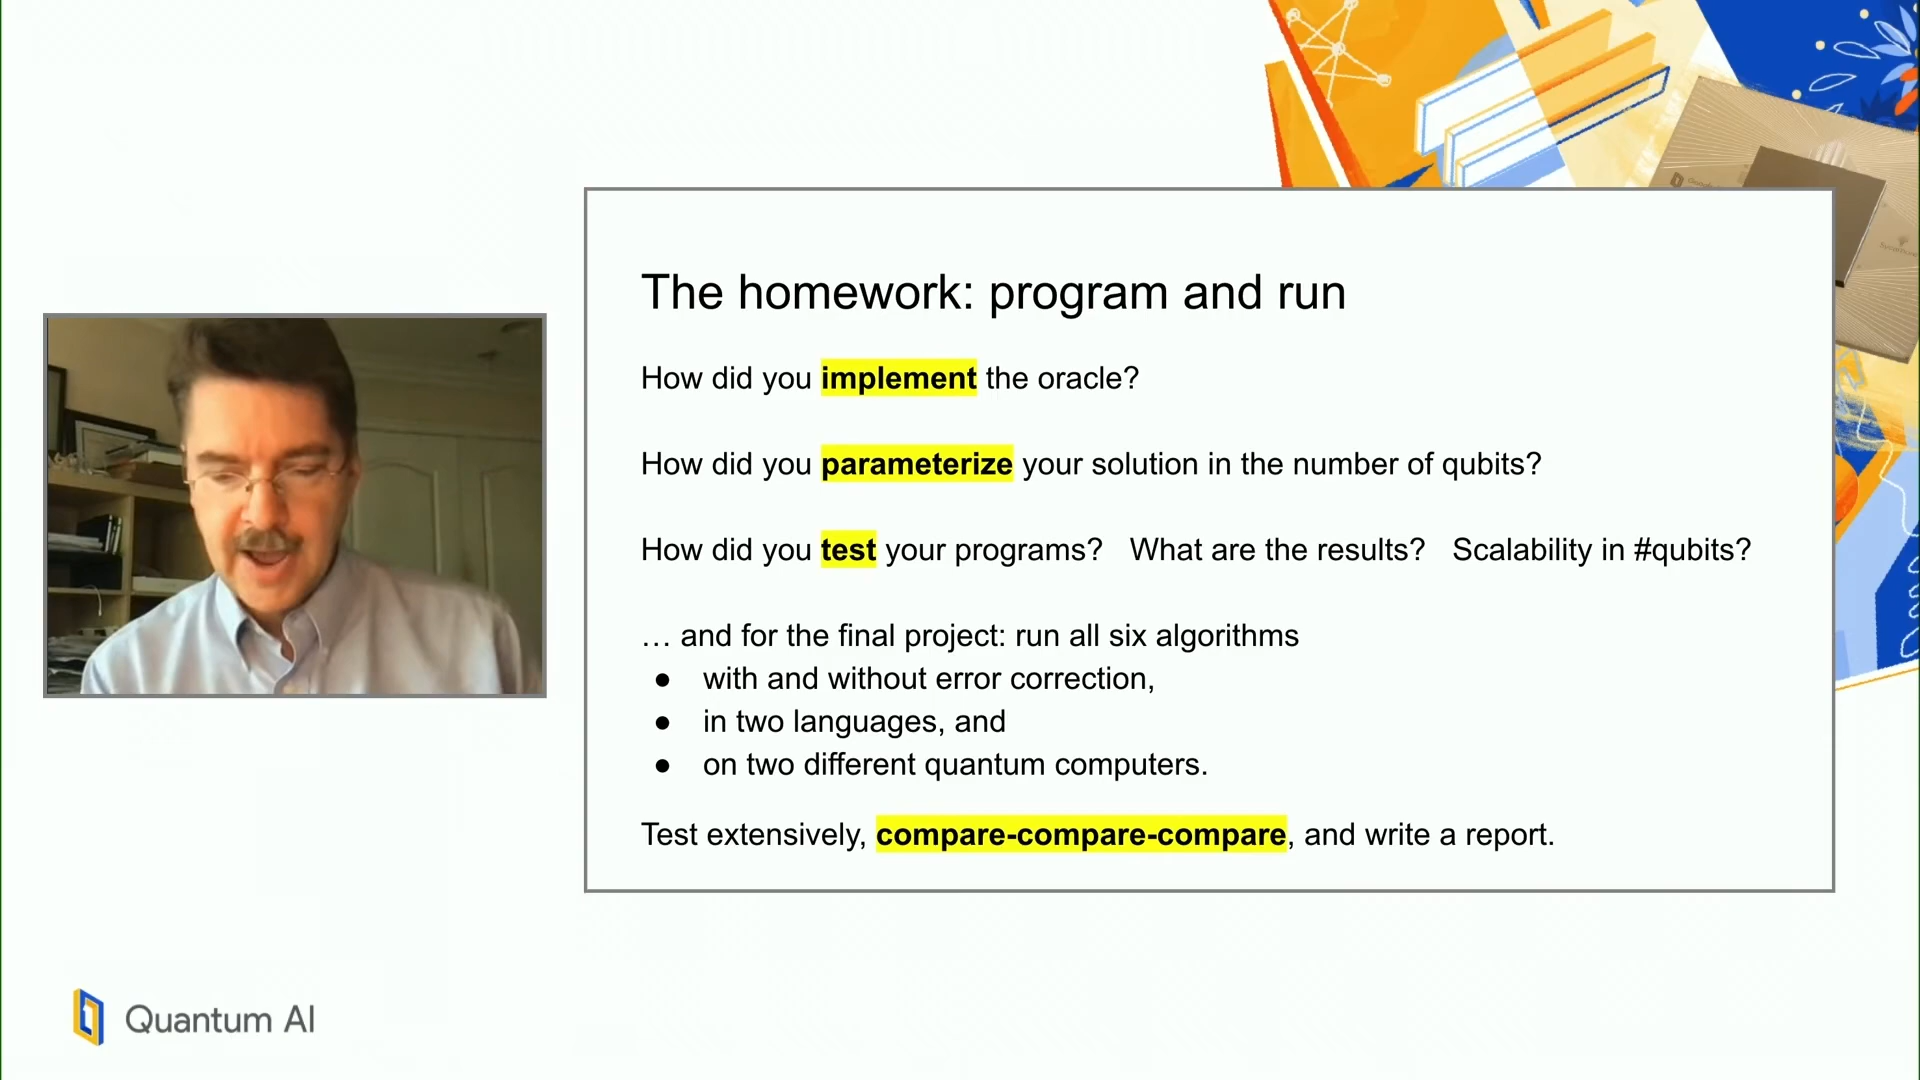 The homework: program and run
How did you implement the oracle?
How did you parameterize your solution in the number of qubits?
How did you test your programs? What are the results? Scalability in #qubits?
… and for the final project: run all six algorithms
● with and without error correction,
● in two languages, and
● on two different quantum computers.
Test extensively, compare-compare-compare, and write a report.
Quantum AI